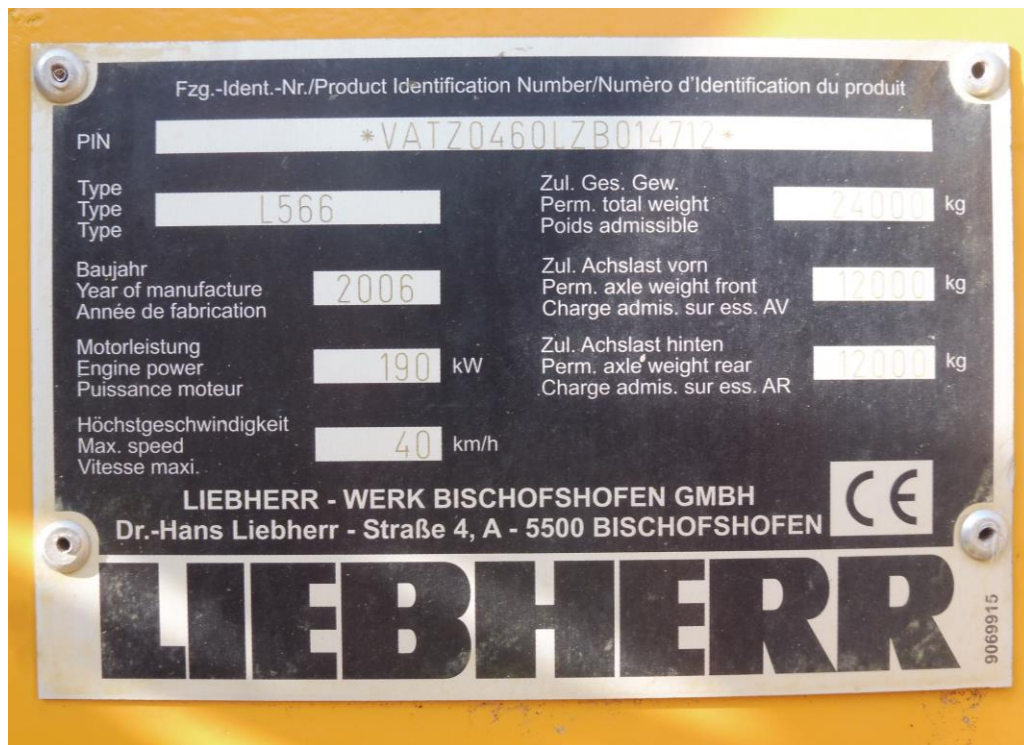 Fzg.-Ident.-Nr./Product Identification Number/Numèro d'Identification du produit
PIN *VATZ0460LZB014712*
Type
Type L566
Type
Zul. Ges. Gew.
Perm. total weight 24000 kg
Poids admissible
Baujahr
Year of manufacture 2006
Année de fabrication
Zul. Achslast vorn
Perm. axle weight front 12000 kg
Charge admis. sur ess. AV
Motorleistung
Engine power 190 kW
Puissance moteur
Zul. Achslast hinten
Perm. axle weight rear 12000 kg
Charge admis. sur ess. AR
Höchstgeschwindigkeit
Max. speed 40 km/h
Vitesse maxi.
LIEBHERR - WERK BISCHOFSHOFEN GMBH
Dr.-Hans Liebherr - Straße 4, A - 5500 BISCHOFSHOFEN
CE
LIEBHERR
9069915